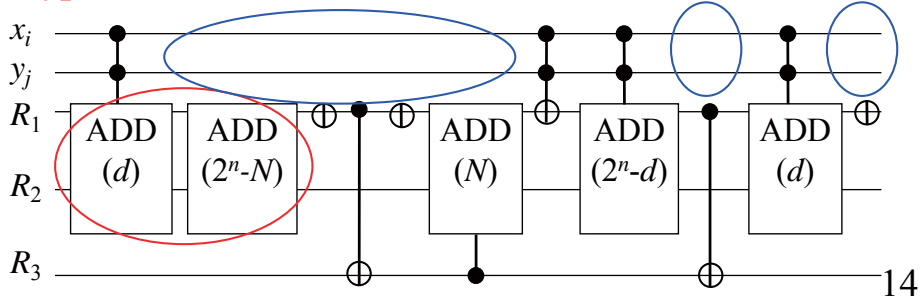 x_i
y_j
R_1 ADD (d) ADD (2^n-N) ADD (N) ADD (2^n-d) ADD (d)
R_2
R_3
14